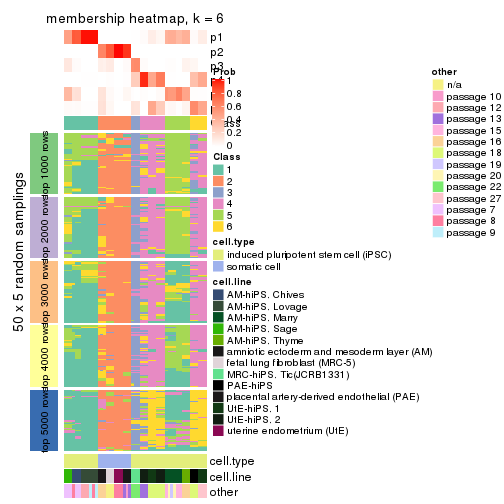 membership heatmap, k = 6
p1
p2
p3
p4
Prob
1
0.8
0.6
0.4
0.2
0
Class
1
2
3
4
5
6
cell.type
induced pluripotent stem cell (iPSC)
somatic cell
cell.line
AM-hiPS. Chives
AM-hiPS. Lovage
AM-hiPS. Marry
AM-hiPS. Sage
AM-hiPS. Thyme
amniotic ectoderm and mesoderm layer (AM)
fetal lung fibroblast (MRC-5)
MRC-hiPS. Tic(JCRB1331)
PAE-hiPS
placental artery-derived endothelial (PAE)
UtE-hiPS. 1
UtE-hiPS. 2
uterine endometrium (UtE)
other
n/a
passage 10
passage 12
passage 13
passage 15
passage 16
passage 18
passage 19
passage 20
passage 22
passage 27
passage 7
passage 8
passage 9
50 x 5 random samplings
top 1000 rows
top 2000 rows
top 3000 rows
top 4000 rows
top 5000 rows
cell.type
cell.line
other